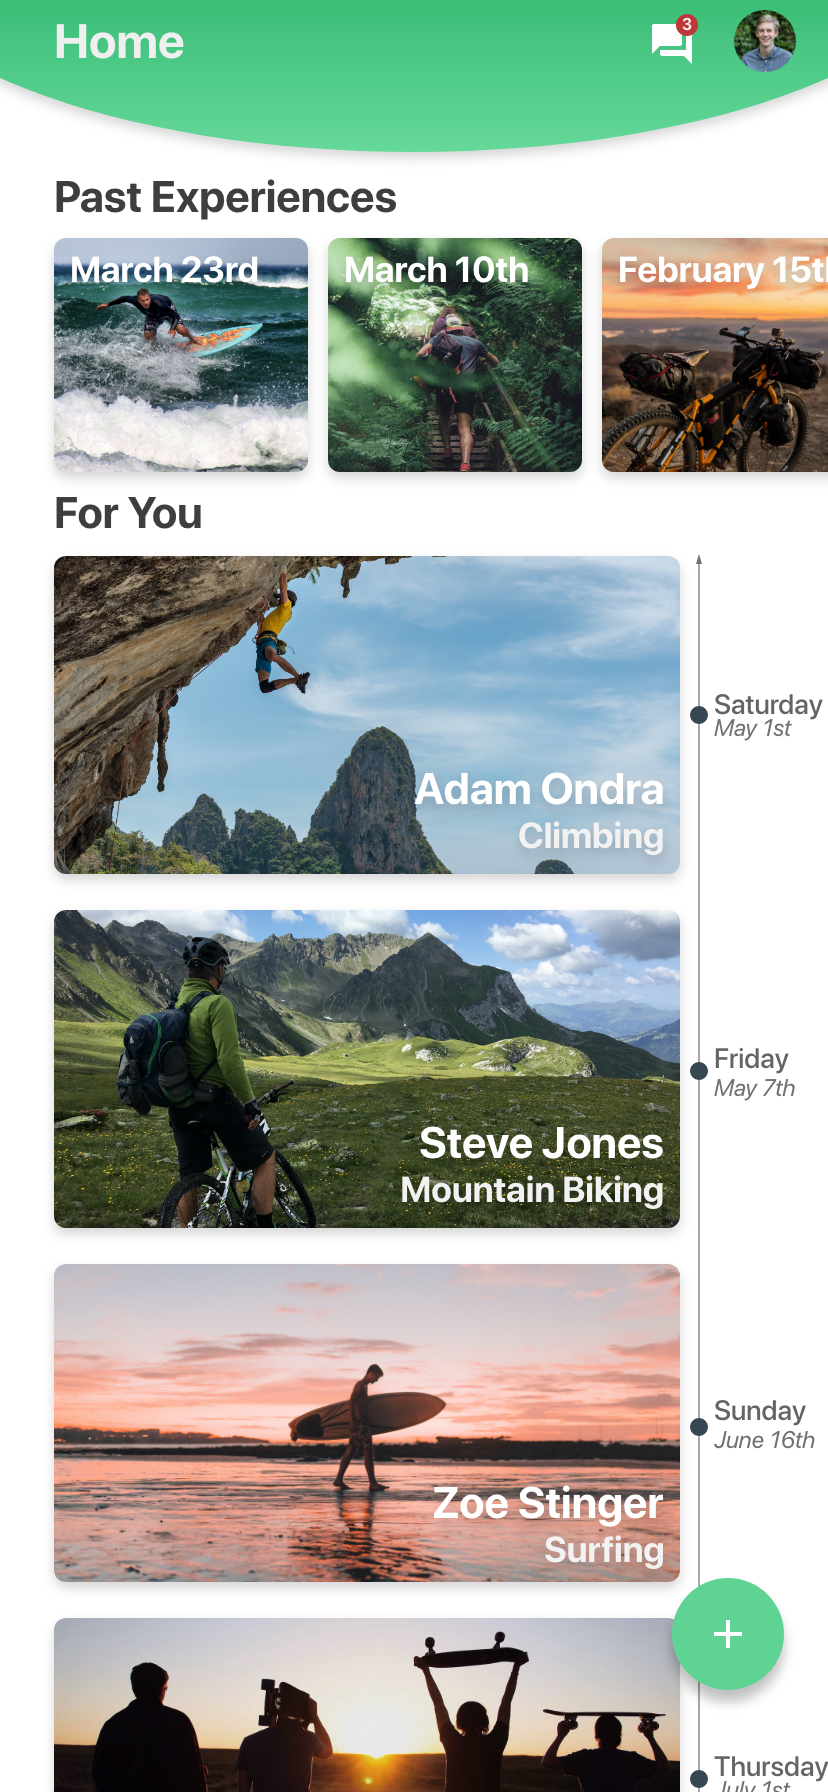 Home
3
Past Experiences
March 23rd
March 10th
February 15t
For You
Adam Ondra
Climbing
Saturday
May 1st
Steve Jones
Mountain Biking
Friday
May 7th
Zoe Stinger
Surfing
Sunday
June 16th
+
Thursday
July 1st